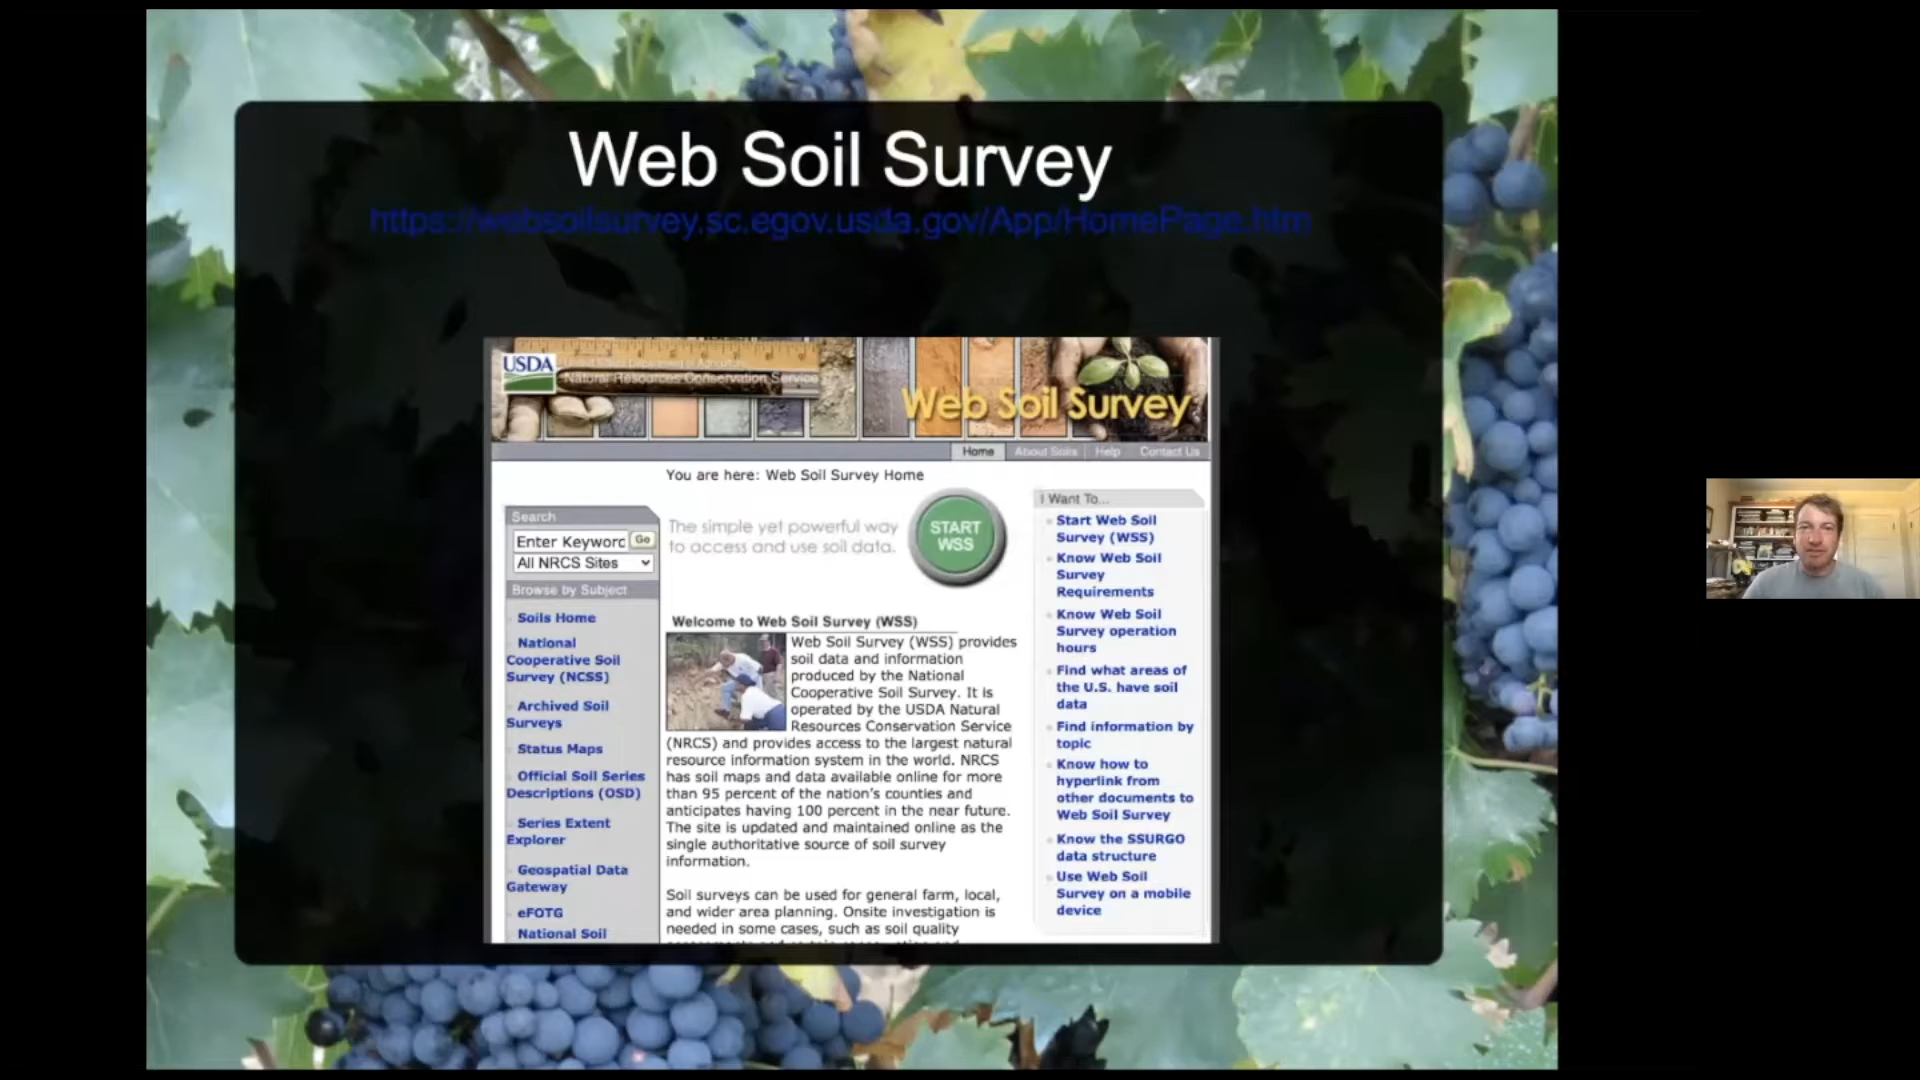 Web Soil Survey
https://websoilsurvey.sc.egov.usda.gov/App/HomePage.htm
USDA
Natural Resources Conservation Service
Web Soil Survey
Home
About Soils
Help
Contact Us
You are here: Web Soil Survey Home
Search
Enter Keyword
Go
All NRCS Sites
Browse by Subject
Soils Home
National
Cooperative Soil
Survey (NCSS)
Archived Soil
Surveys
Status Maps
Official Soil Series
Descriptions (OSD)
Series Extent
Explorer
Geospatial Data
Gateway
eFOTG
National Soil
The simple yet powerful way
to access and use soil data.
START
WSS
Welcome to Web Soil Survey (WSS)
Web Soil Survey (WSS) provides
soil data and information
produced by the National
Cooperative Soil Survey. It is
operated by the USDA Natural
Resources Conservation Service
(NRCS) and provides access to the largest natural
resource information system in the world. NRCS
has soil maps and data available online for more
than 95 percent of the nation's counties and
anticipates having 100 percent in the near future.
The site is updated and maintained online as the
single authoritative source of soil survey
information.
Soil surveys can be used for general farm, local,
and wider area planning. Onsite investigation is
needed in some cases, such as soil quality
I Want To...
Start Web Soil
Survey (WSS)
Know Web Soil
Survey
Requirements
Know Web Soil
Survey operation
hours
Find what areas of
the U.S. have soil
data
Find information by
topic
Know how to
hyperlink from
other documents to
Web Soil Survey
Know the SSURGO
data structure
Use Web Soil
Survey on a mobile
device